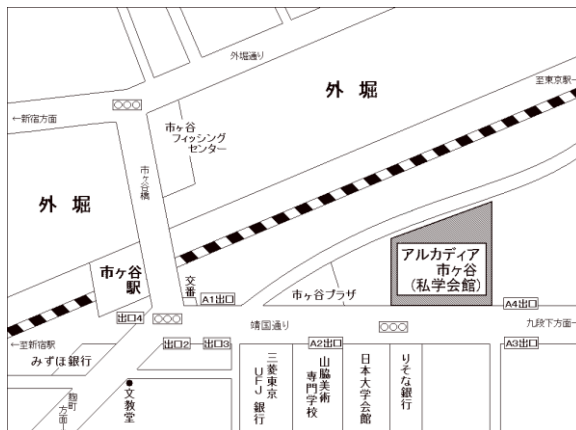 外堀通り
外 堀
至東京駅→
←新宿方面
市ヶ谷
フィッシング
センター
市ヶ谷橋
外 堀
市ヶ谷
駅
交番
A1出口
市ヶ谷プラザ
アルカディア
市ヶ谷
(私学会館)
A4出口
出口4
靖国通り
九段下方面→
←至新宿駅
出口2
出口3
A2出口
A3出口
みずほ銀行
麹町
方面
文教堂
三菱東京
UFJ銀行
山脇美術
専門学校
日本大学会館
りそな銀行